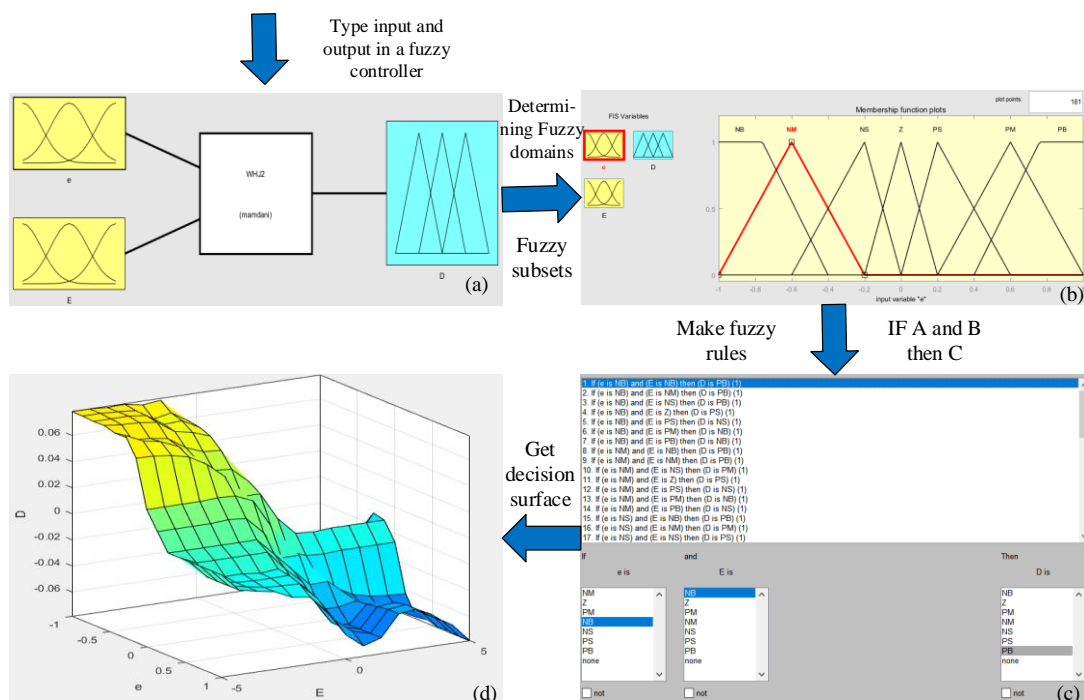 Type input and
output in a fuzzy
controller
e
E
WHJ2
(mamdani)
D
(a)
Determi-
ning Fuzzy
domains
Fuzzy
subsets
plot points:
181
FIS Variables
Membership function plots
e
D
E
NB
NM
NS
Z
PS
PM
PB
1
0.5
0
-1
-0.8
-0.6
-0.4
-0.2
0
0.2
0.4
0.6
0.8
1
input variable "e"
(b)
Make fuzzy
rules
IF A and B
then C
1. If (e is NB) and (E is NB) then (D is PB) (1)
2. If (e is NB) and (E is NM) then (D is PB) (1)
3. If (e is NB) and (E is NS) then (D is PB) (1)
4. If (e is NB) and (E is Z) then (D is PS) (1)
5. If (e is NB) and (E is PS) then (D is NS) (1)
6. If (e is NB) and (E is PM) then (D is NB) (1)
7. If (e is NB) and (E is PB) then (D is NB) (1)
8. If (e is NM) and (E is NB) then (D is PB) (1)
9. If (e is NM) and (E is NM) then (D is PB) (1)
10. If (e is NM) and (E is NS) then (D is PM) (1)
11. If (e is NM) and (E is Z) then (D is PS) (1)
12. If (e is NM) and (E is PS) then (D is NS) (1)
13. If (e is NM) and (E is PM) then (D is NB) (1)
14. If (e is NM) and (E is PB) then (D is NB) (1)
15. If (e is NS) and (E is NB) then (D is PB) (1)
16. If (e is NS) and (E is NM) then (D is PM) (1)
17. If (e is NS) and (E is NS) then (D is PS) (1)
If
and
Then
e is
E is
D is
NM
Z
PM
NB
NS
PS
PB
none
NB
Z
PM
NM
NS
PS
PB
none
NB
Z
PM
NM
NS
PS
PB
none
not
not
not
(c)
Get
decision
surface
0.06
0.04
0.02
0
-0.02
-0.04
-0.06
D
-1
-0.5
0
0.5
1
e
-5
0
5
E
(d)